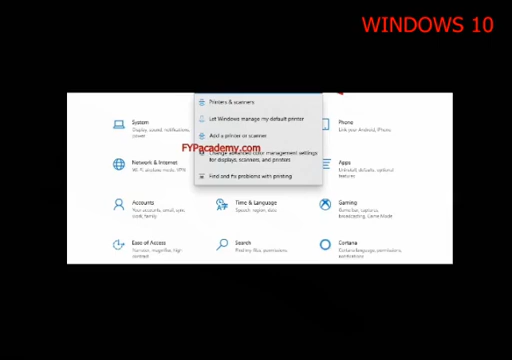 WINDOWS 10
Printers & scanners
Let Windows manage my default printer
Add a printer or scanner
FYPacademy.com
Change advanced color management settings
for displays, scanners, and printers
Find and fix problems with printing
System
Display, sound, notifications,
power
Phone
Link your Android, iPhone
Network & Internet
Wi-Fi, airplane mode, VPN
Apps
Uninstall, defaults, optional
features
Accounts
Your accounts, email, sync,
work, family
Time & Language
Speech, region, date
Gaming
Game bar, captures,
broadcasting, Game Mode
Ease of Access
Narrator, magnifier, high
contrast
Search
Find my files, permissions
Cortana
Cortana language, permissions,
notifications